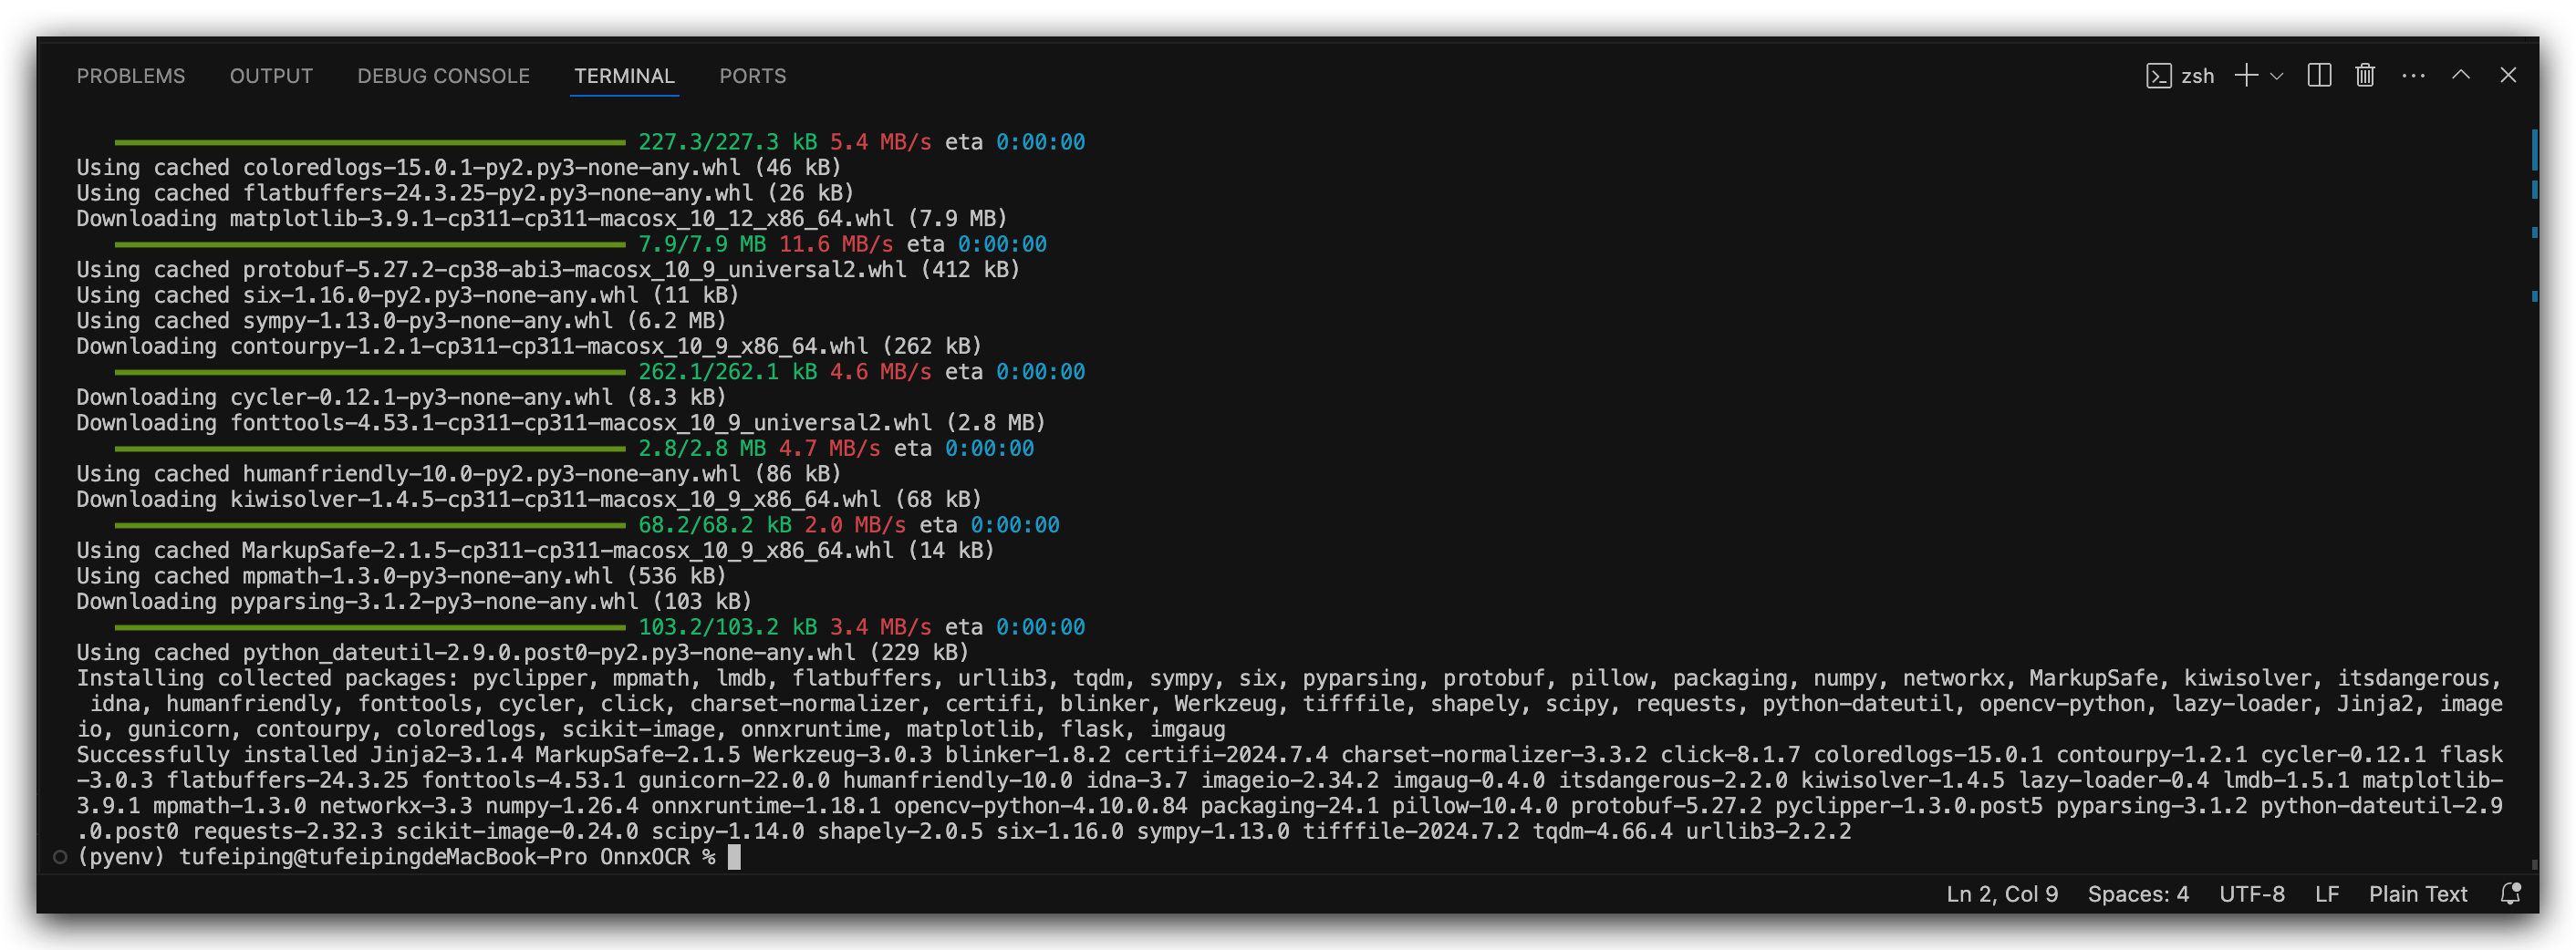 PROBLEMS OUTPUT DEBUG CONSOLE TERMINAL PORTS zsh
227.3/227.3 kB 5.4 MB/s eta 0:00:00
Using cached coloredlogs-15.0.1-py2.py3-none-any.whl (46 kB)
Using cached flatbuffers-24.3.25-py2.py3-none-any.whl (26 kB)
Downloading matplotlib-3.9.1-cp311-cp311-macosx_10_12_x86_64.whl (7.9 MB)
7.9/7.9 MB 11.6 MB/s eta 0:00:00
Using cached protobuf-5.27.2-cp38-abi3-macosx_10_9_universal2.whl (412 kB)
Using cached six-1.16.0-py2.py3-none-any.whl (11 kB)
Using cached sympy-1.13.0-py3-none-any.whl (6.2 MB)
Downloading contourpy-1.2.1-cp311-cp311-macosx_10_9_x86_64.whl (262 kB)
262.1/262.1 kB 4.6 MB/s eta 0:00:00
Downloading cycler-0.12.1-py3-none-any.whl (8.3 kB)
Downloading fonttools-4.53.1-cp311-cp311-macosx_10_9_universal2.whl (2.8 MB)
2.8/2.8 MB 4.7 MB/s eta 0:00:00
Using cached humanfriendly-10.0-py2.py3-none-any.whl (86 kB)
Downloading kiwisolver-1.4.5-cp311-cp311-macosx_10_9_x86_64.whl (68 kB)
68.2/68.2 kB 2.0 MB/s eta 0:00:00
Using cached MarkupSafe-2.1.5-cp311-cp311-macosx_10_9_x86_64.whl (14 kB)
Using cached mpmath-1.3.0-py3-none-any.whl (536 kB)
Downloading pyparsing-3.1.2-py3-none-any.whl (103 kB)
103.2/103.2 kB 3.4 MB/s eta 0:00:00
Using cached python_dateutil-2.9.0.post0-py2.py3-none-any.whl (229 kB)
Installing collected packages: pyclipper, mpmath, lmdb, flatbuffers, urllib3, tqdm, sympy, six, pyparsing, protobuf, pillow, packaging, numpy, networkx, MarkupSafe, kiwisolver, itsdangerous,
idna, humanfriendly, fonttools, cycler, click, charset-normalizer, certifi, blinker, Werkzeug, tifffile, shapely, scipy, requests, python-dateutil, opencv-python, lazy-loader, Jinja2, image
io, gunicorn, contourpy, coloredlogs, scikit-image, onnxruntime, matplotlib, flask, imgaug
Successfully installed Jinja2-3.1.4 MarkupSafe-2.1.5 Werkzeug-3.0.3 blinker-1.8.2 certifi-2024.7.4 charset-normalizer-3.3.2 click-8.1.7 coloredlogs-15.0.1 contourpy-1.2.1 cycler-0.12.1 flask
-3.0.3 flatbuffers-24.3.25 fonttools-4.53.1 gunicorn-22.0.0 humanfriendly-10.0 idna-3.7 imageio-2.34.2 imgaug-0.4.0 itsdangerous-2.2.0 kiwisolver-1.4.5 lazy-loader-0.4 lmdb-1.5.1 matplotlib-
3.9.1 mpmath-1.3.0 networkx-3.3 numpy-1.26.4 onnxruntime-1.18.1 opencv-python-4.10.0.84 packaging-24.1 pillow-10.4.0 protobuf-5.27.2 pyclipper-1.3.0.post5 pyparsing-3.1.2 python-dateutil-2.9
.0.post0 requests-2.32.3 scikit-image-0.24.0 scipy-1.14.0 shapely-2.0.5 six-1.16.0 sympy-1.13.0 tifffile-2024.7.2 tqdm-4.66.4 urllib3-2.2.2
(pyenv) tufeiping@tufeipingdeMacBook-Pro OnnxOCR %
Ln 2, Col 9 Spaces: 4 UTF-8 LF Plain Text